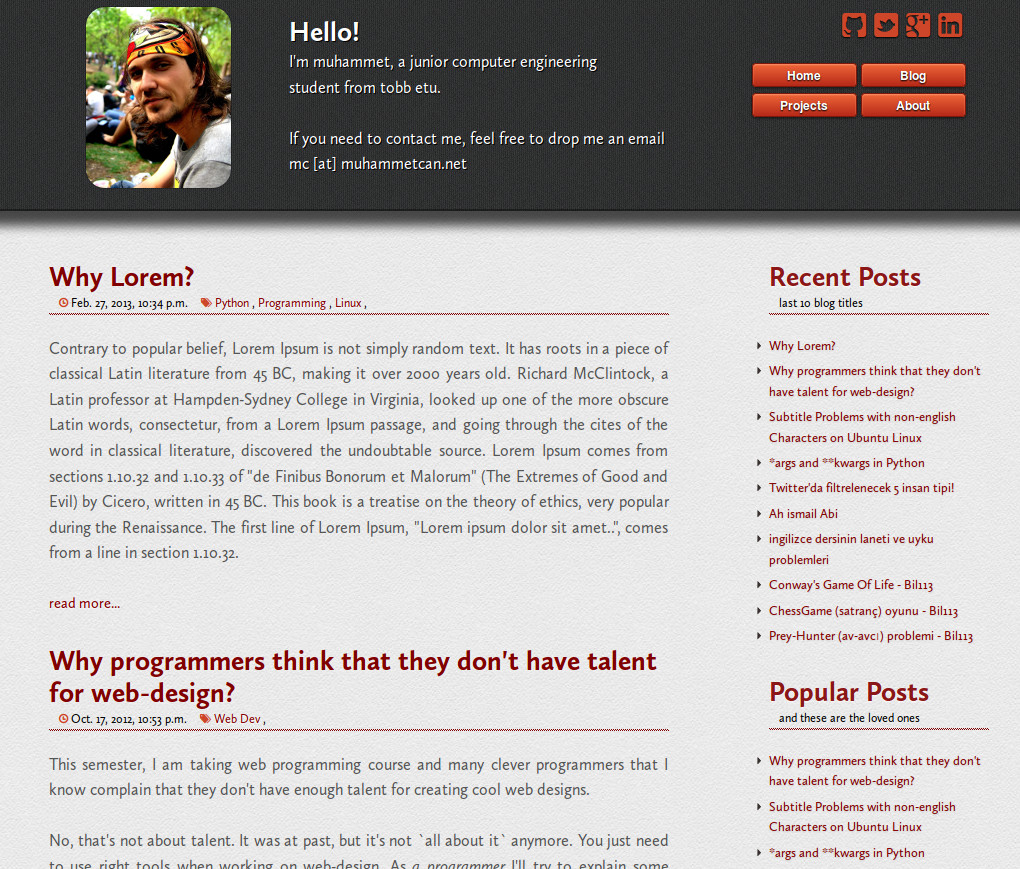 Hello!
I'm muhammet, a junior computer engineering
student from tobb etu.
If you need to contact me, feel free to drop me an email
mc [at] muhammetcan.net
Home
Blog
Projects
About
Why Lorem?
Feb. 27, 2013, 10:34 p.m. Python , Programming , Linux ,
Contrary to popular belief, Lorem Ipsum is not simply random text. It has roots in a piece of
classical Latin literature from 45 BC, making it over 2000 years old. Richard McClintock, a
Latin professor at Hampden-Sydney College in Virginia, looked up one of the more obscure
Latin words, consectetur, from a Lorem Ipsum passage, and going through the cites of the
word in classical literature, discovered the undoubtable source. Lorem Ipsum comes from
sections 1.10.32 and 1.10.33 of "de Finibus Bonorum et Malorum" (The Extremes of Good and
Evil) by Cicero, written in 45 BC. This book is a treatise on the theory of ethics, very popular
during the Renaissance. The first line of Lorem Ipsum, "Lorem ipsum dolor sit amet..", comes
from a line in section 1.10.32.
read more...
Why programmers think that they don't have talent
for web-design?
Oct. 17, 2012, 10:53 p.m. Web Dev ,
This semester, I am taking web programming course and many clever programmers that I
know complain that they don't have enough talent for creating cool web designs.
No, that's not about talent. It was at past, but it's not `all about it` anymore. You just need
to use right tools when working on web-design. As a programmer I'll try to explain some
Recent Posts
last 10 blog titles
Why Lorem?
Why programmers think that they don't
have talent for web-design?
Subtitle Problems with non-english
Characters on Ubuntu Linux
*args and **kwargs in Python
Twitter'da filtrelenecek 5 insan tipi!
Ah ismail Abi
ingilizce dersinin laneti ve uyku
problemleri
Conway's Game Of Life - Bil113
ChessGame (satranç) oyunu - Bil113
Prey-Hunter (av-avcı) problemi - Bil113
Popular Posts
and these are the loved ones
Why programmers think that they don't
have talent for web-design?
Subtitle Problems with non-english
Characters on Ubuntu Linux
*args and **kwargs in Python